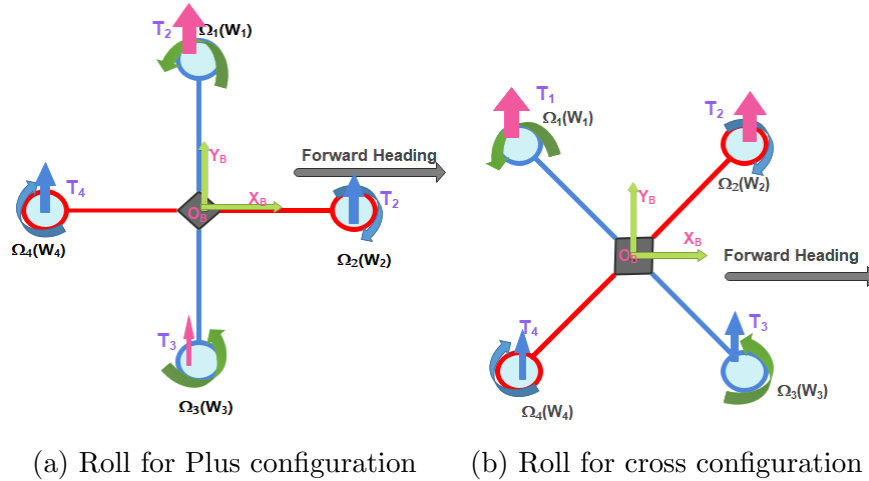 T2 Ω1(W1)
YB
Forward Heading
T4 XB T2
OB
Ω4(W4) Ω2(W2)
T3
Ω3(W3)
T1 T2
Ω1(W1)
Ω2(W2)
YB
XB
OB Forward Heading
T4 T3
Ω4(W4) Ω3(W3)
(a) Roll for Plus configuration (b) Roll for cross configuration